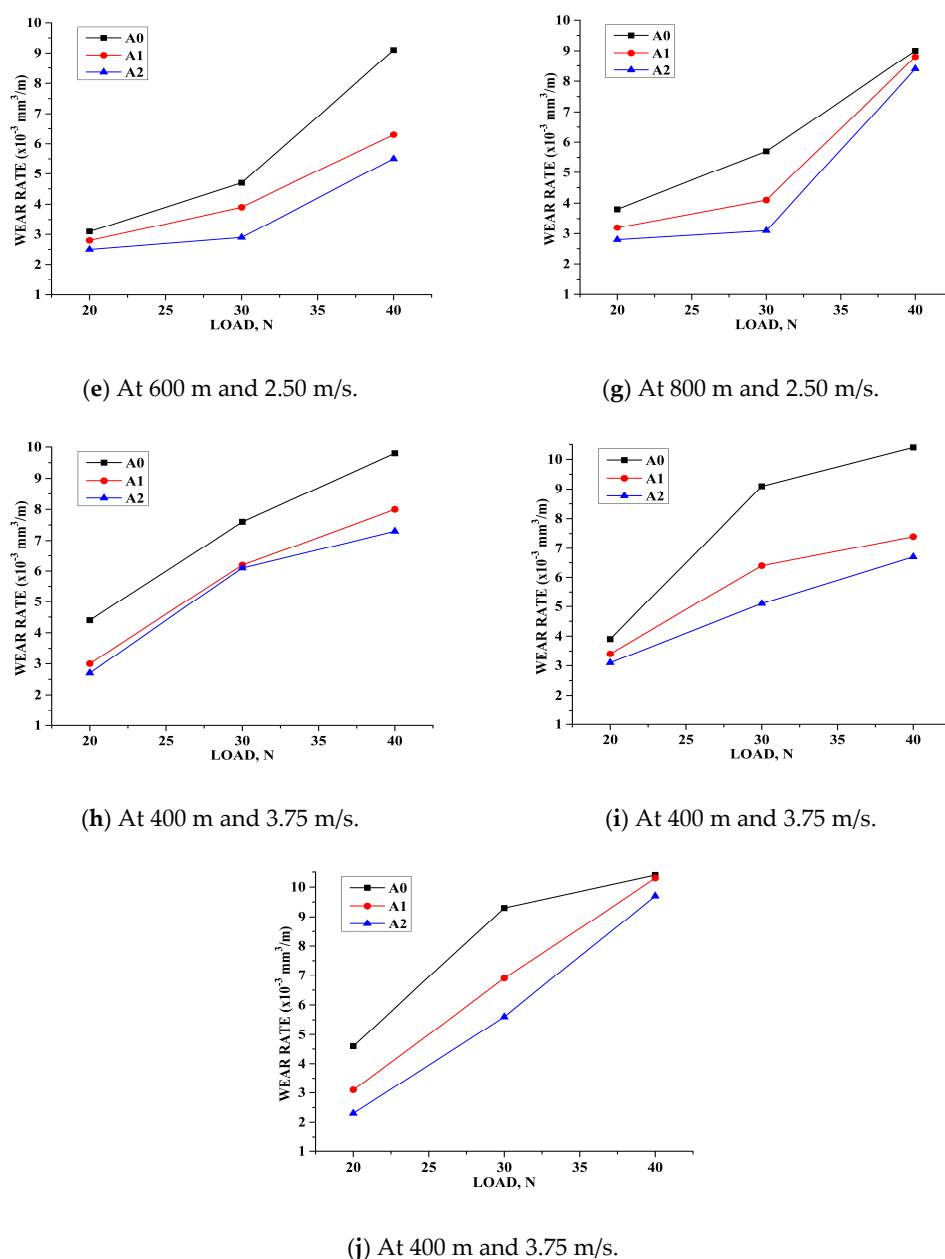 A0
A1
A2
WEAR RATE (x10⁻³ mm³/m)
10
9
8
7
6
5
4
3
2
1
20 25 30 35 40
LOAD, N
(e) At 600 m and 2.50 m/s.
A0
A1
A2
WEAR RATE (x10⁻³ mm³/m)
10
9
8
7
6
5
4
3
2
1
20 25 30 35 40
LOAD, N
(g) At 800 m and 2.50 m/s.
A0
A1
A2
WEAR RATE (x10⁻³ mm³/m)
10
9
8
7
6
5
4
3
2
1
20 25 30 35 40
LOAD, N
(h) At 400 m and 3.75 m/s.
A0
A1
A2
WEAR RATE (x10⁻³ mm³/m)
10
9
8
7
6
5
4
3
2
1
20 25 30 35 40
LOAD, N
(i) At 400 m and 3.75 m/s.
A0
A1
A2
WEAR RATE (x10⁻³ mm³/m)
10
9
8
7
6
5
4
3
2
1
20 25 30 35 40
LOAD, N
(j) At 400 m and 3.75 m/s.